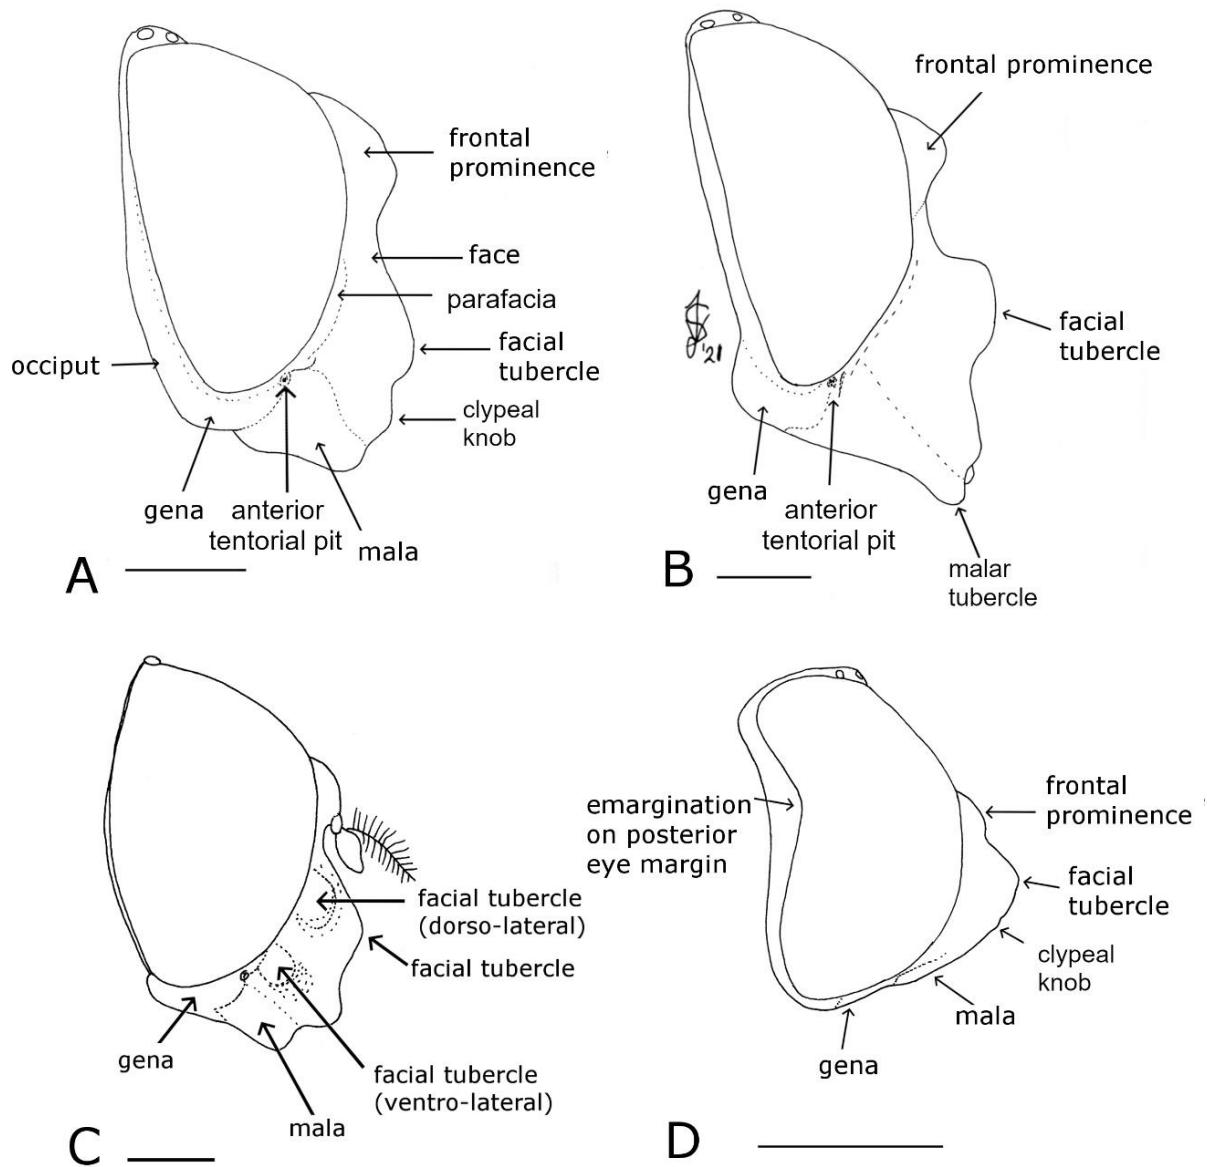 frontal
prominence
face
parafacia
facial
tubercle
clypeal
knob
occiput
gena
anterior
tentorial pit
mala
A
frontal prominence
facial
tubercle
gena
anterior
tentorial pit
malar
tubercle
'21
B
facial tubercle
(dorso-lateral)
facial tubercle
gena
facial tubercle
(ventro-lateral)
mala
C
emargination
on posterior
eye margin
frontal
prominence
facial
tubercle
clypeal
knob
mala
gena
D